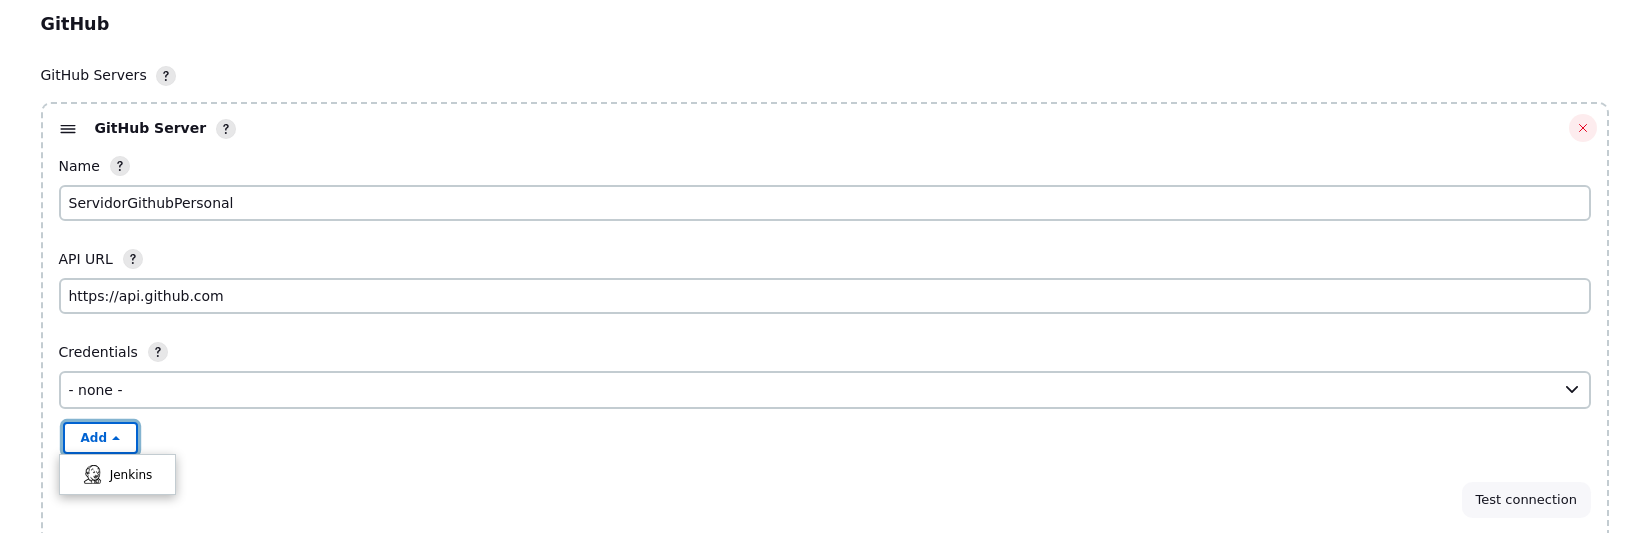 GitHub
GitHub Servers ?
GitHub Server ?
Name ?
ServidorGithubPersonal
API URL ?
https://api.github.com
Credentials ?
- none -
Add
Jenkins
Test connection